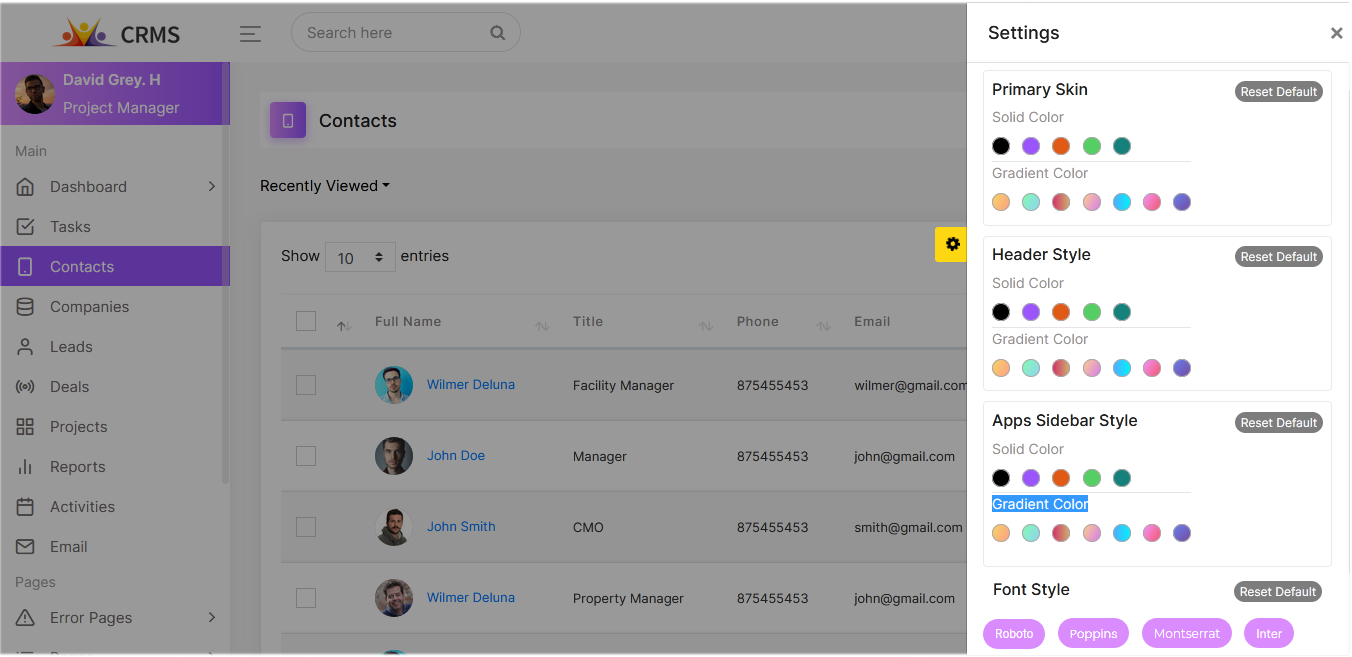 CRMS
Search here
David Grey. H
Project Manager
Main
Dashboard
Tasks
Contacts
Companies
Leads
Deals
Projects
Reports
Activities
Email
Pages
Error Pages
Contacts
Recently Viewed
Show 10 entries
Full Name Title Phone Email
Wilmer Deluna Facility Manager 875455453 wilmer@gmail.com
John Doe Manager 875455453 john@gmail.com
John Smith CMO 875455453 smith@gmail.com
Wilmer Deluna Property Manager 875455453 john@gmail.com
Settings
Primary Skin Reset Default
Solid Color
Gradient Color
Header Style Reset Default
Solid Color
Gradient Color
Apps Sidebar Style Reset Default
Solid Color
Gradient Color
Font Style Reset Default
Roboto Poppins Montserrat Inter